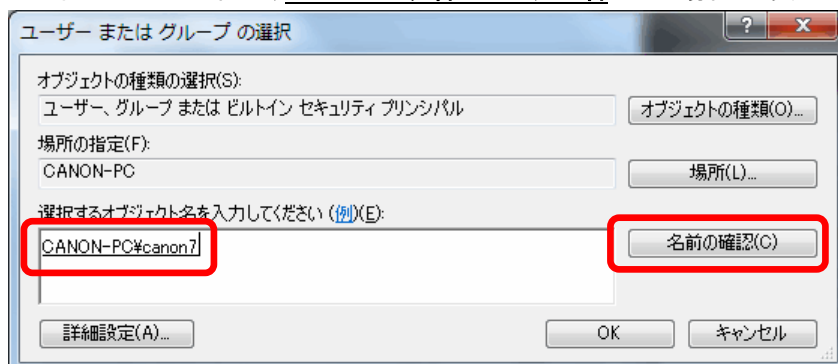 ユーザー または グループ の選択
オブジェクトの種類の選択(S):
ユーザー、グループ または ビルトイン セキュリティ プリンシパル
オブジェクトの種類(O)...
場所の指定(F):
CANON-PC
場所(L)...
選択するオブジェクト名を入力してください (例)(E):
CANON-PC¥canon7
名前の確認(C)
詳細設定(A)...
OK
キャンセル